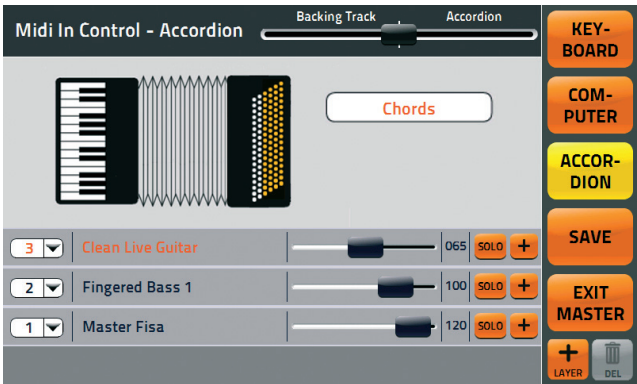 Midi In Control - Accordion
Backing Track
Accordion
Chords
3 Clean Live Guitar 065 SOLO +
2 Fingered Bass 1 100 SOLO +
1 Master Fisa 120 SOLO +
KEY-
BOARD
COM-
PUTER
ACCOR-
DION
SAVE
EXIT
MASTER
+
LAYER
DEL